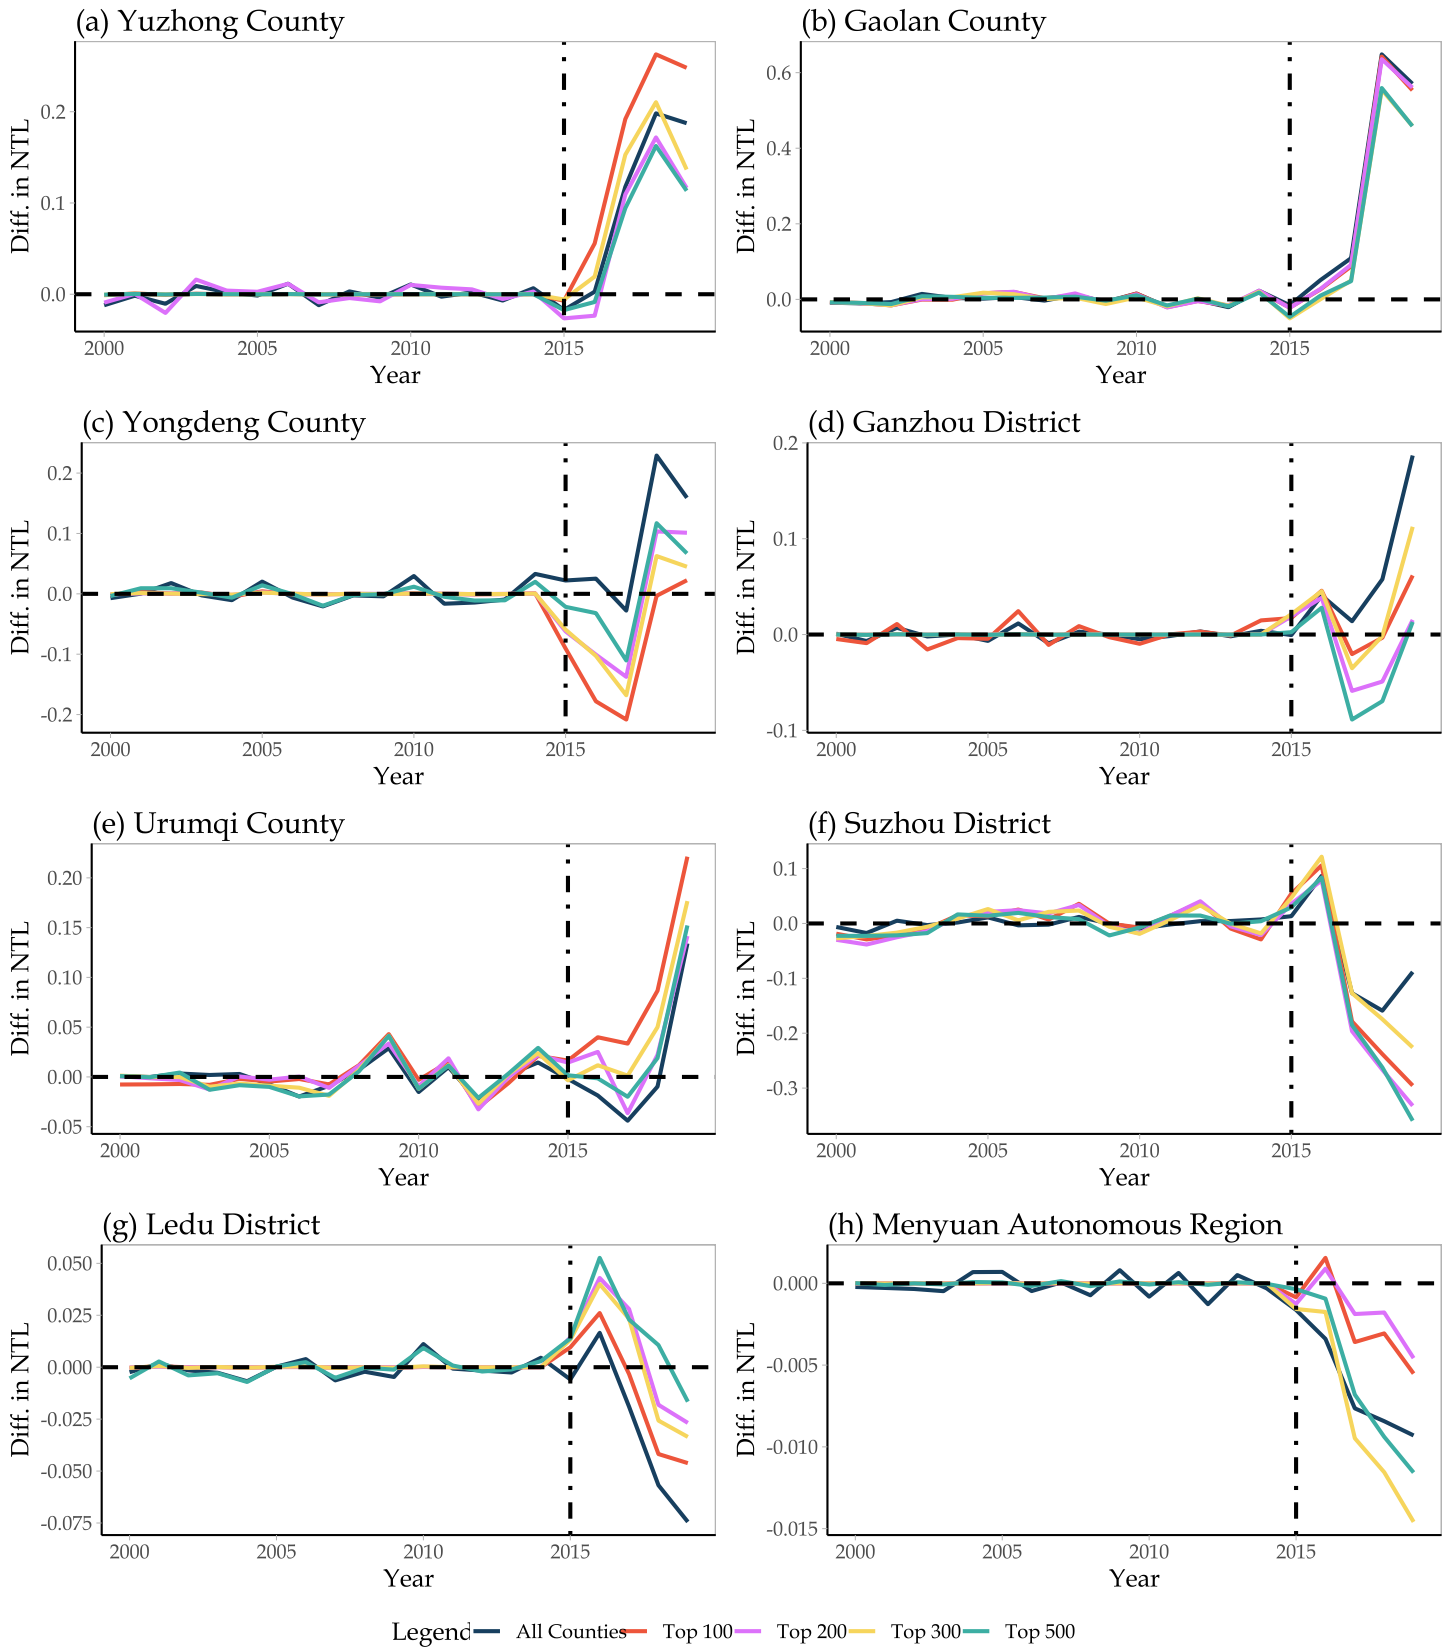 (a) Yuzhong County
(b) Gaolan County
Diff. in NTL
0.2
0.1
0.0
2000 2005 2010 2015
Year
Diff. in NTL
0.6
0.4
0.2
0.0
2000 2005 2010 2015
Year
(c) Yongdeng County
(d) Ganzhou District
Diff. in NTL
0.2
0.1
0.0
-0.1
-0.2
2000 2005 2010 2015
Year
Diff. in NTL
0.2
0.1
0.0
-0.1
2000 2005 2010 2015
Year
(e) Urumqi County
(f) Suzhou District
Diff. in NTL
0.20
0.15
0.10
0.05
0.00
-0.05
2000 2005 2010 2015
Year
Diff. in NTL
0.1
0.0
-0.1
-0.2
-0.3
2000 2005 2010 2015
Year
(g) Ledu District
(h) Menyuan Autonomous Region
Diff. in NTL
0.050
0.025
0.000
-0.025
-0.050
-0.075
2000 2005 2010 2015
Year
Diff. in NTL
0.000
-0.005
-0.010
-0.015
2000 2005 2010 2015
Year
Legend All Counties Top 100 Top 200 Top 300 Top 500